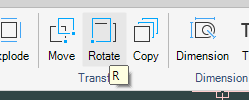 xplode Move Rotate Copy Dimension T
Transf Dimension
R